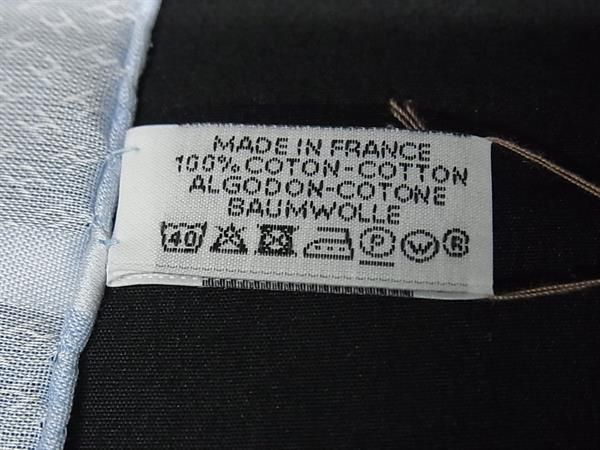 MADE IN FRANCE
100% COTON-COTTON
ALGODON-COTONE
BAUMWOLLE
40 P W R